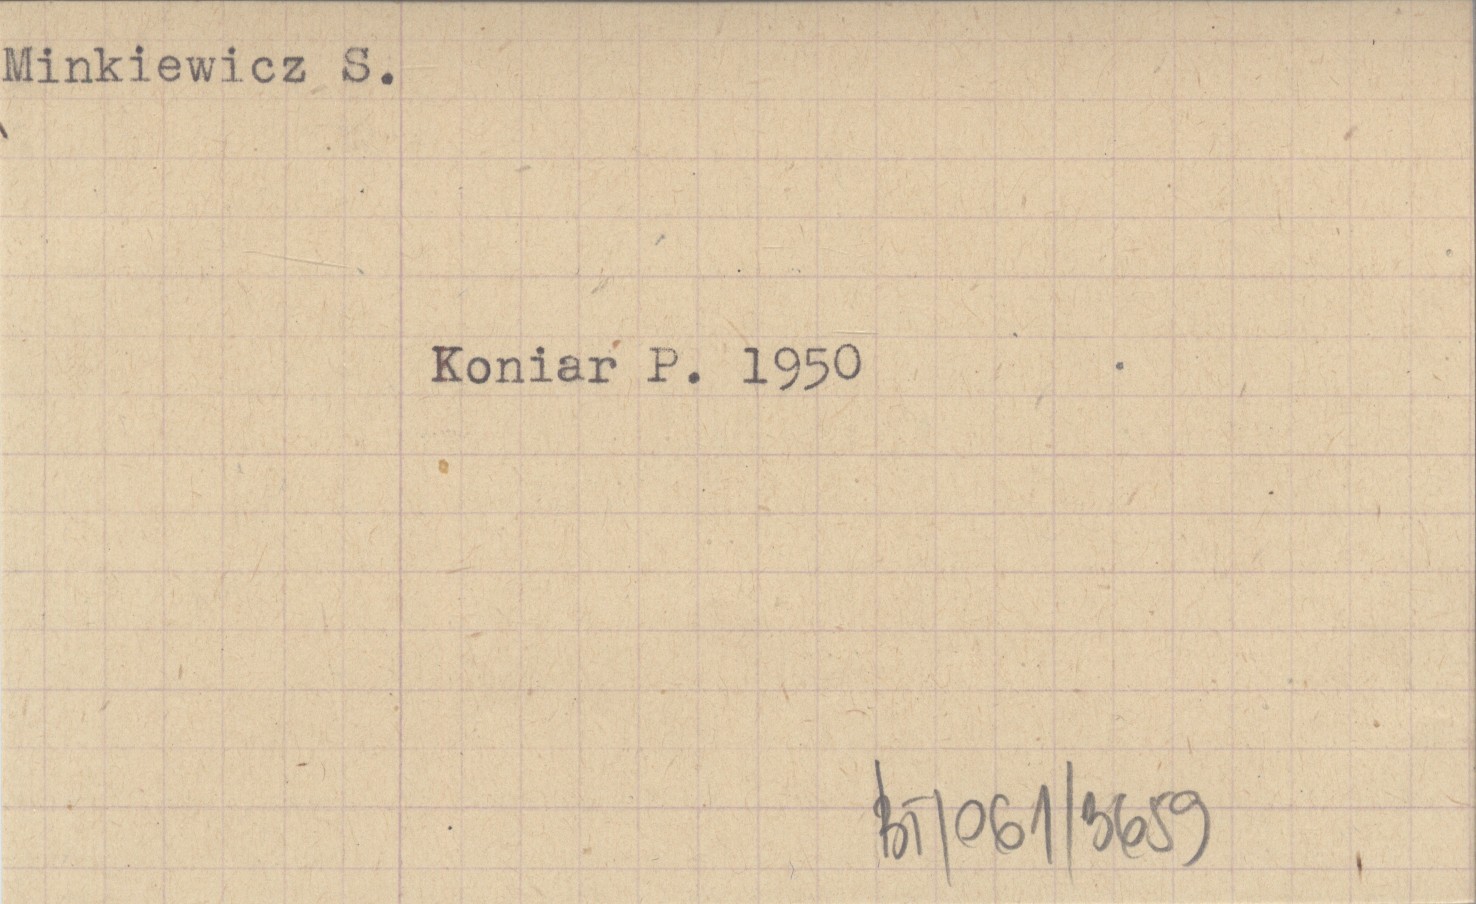 Minkiewicz S.
Koniar P. 1950
BT/061/3659